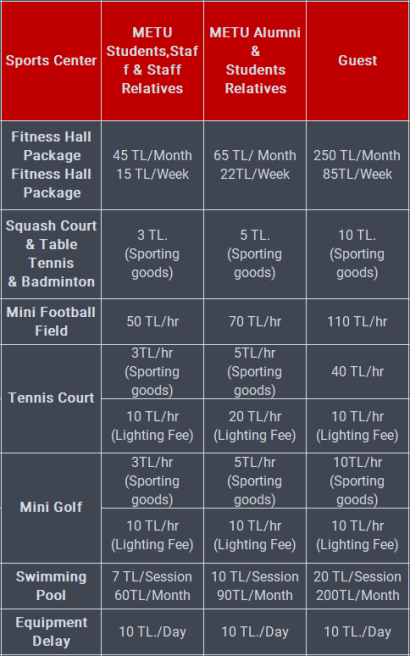 Sports Center
METU
Students,Staf
f & Staff
Relatives
METU Alumni
&
Students
Relatives
Guest
Fitness Hall
Package
Fitness Hall
Package
45 TL/Month
15 TL/Week
65 TL/ Month
22TL/Week
250 TL/Month
85TL/Week
Squash Court
& Table
Tennis
& Badminton
3 TL.
(Sporting
goods)
5 TL.
(Sporting
goods)
10 TL.
(Sporting
goods)
Mini Football
Field
50 TL/hr
70 TL/hr
110 TL/hr
Tennis Court
3TL/hr
(Sporting
goods)
5TL/hr
(Sporting
goods)
40 TL/hr
10 TL/hr
(Lighting Fee)
20 TL/hr
(Lighting Fee)
10 TL/hr
(Lighting Fee)
Mini Golf
3TL/hr
(Sporting
goods)
5TL/hr
(Sporting
goods)
10TL/hr
(Sporting
goods)
10 TL/hr
(Lighting Fee)
10 TL/hr
(Lighting Fee)
10 TL/hr
(Lighting Fee)
Swimming
Pool
7 TL/Session
60TL/Month
10 TL/Session
90TL/Month
20 TL/Session
200TL/Month
Equipment
Delay
10 TL./Day
10 TL./Day
10 TL./Day